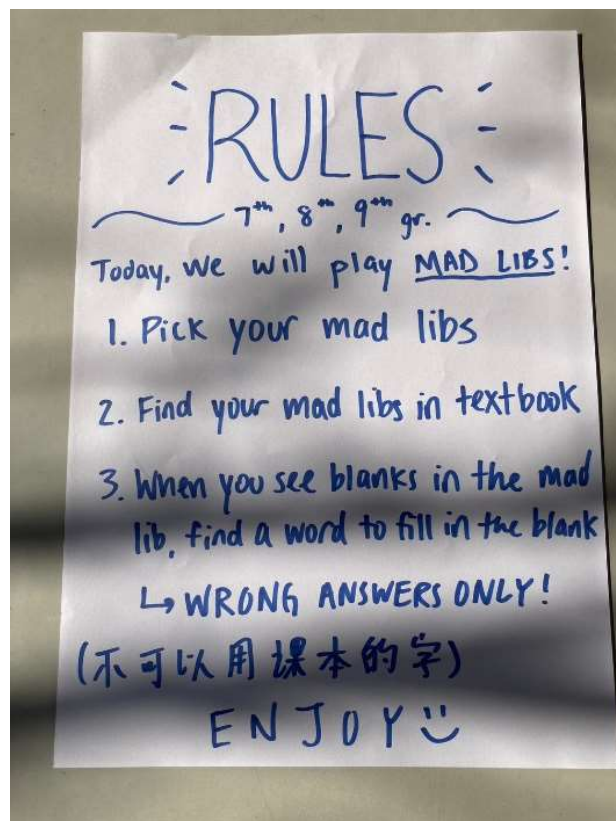 RULES
7th, 8th, 9th gr.
Today, we will play MAD LIBS!
1. Pick your mad libs
2. Find your mad libs in textbook
3. When you see blanks in the mad
lib, find a word to fill in the blank
↳ WRONG ANSWERS ONLY!
(不可以用课本的字)
ENJOY